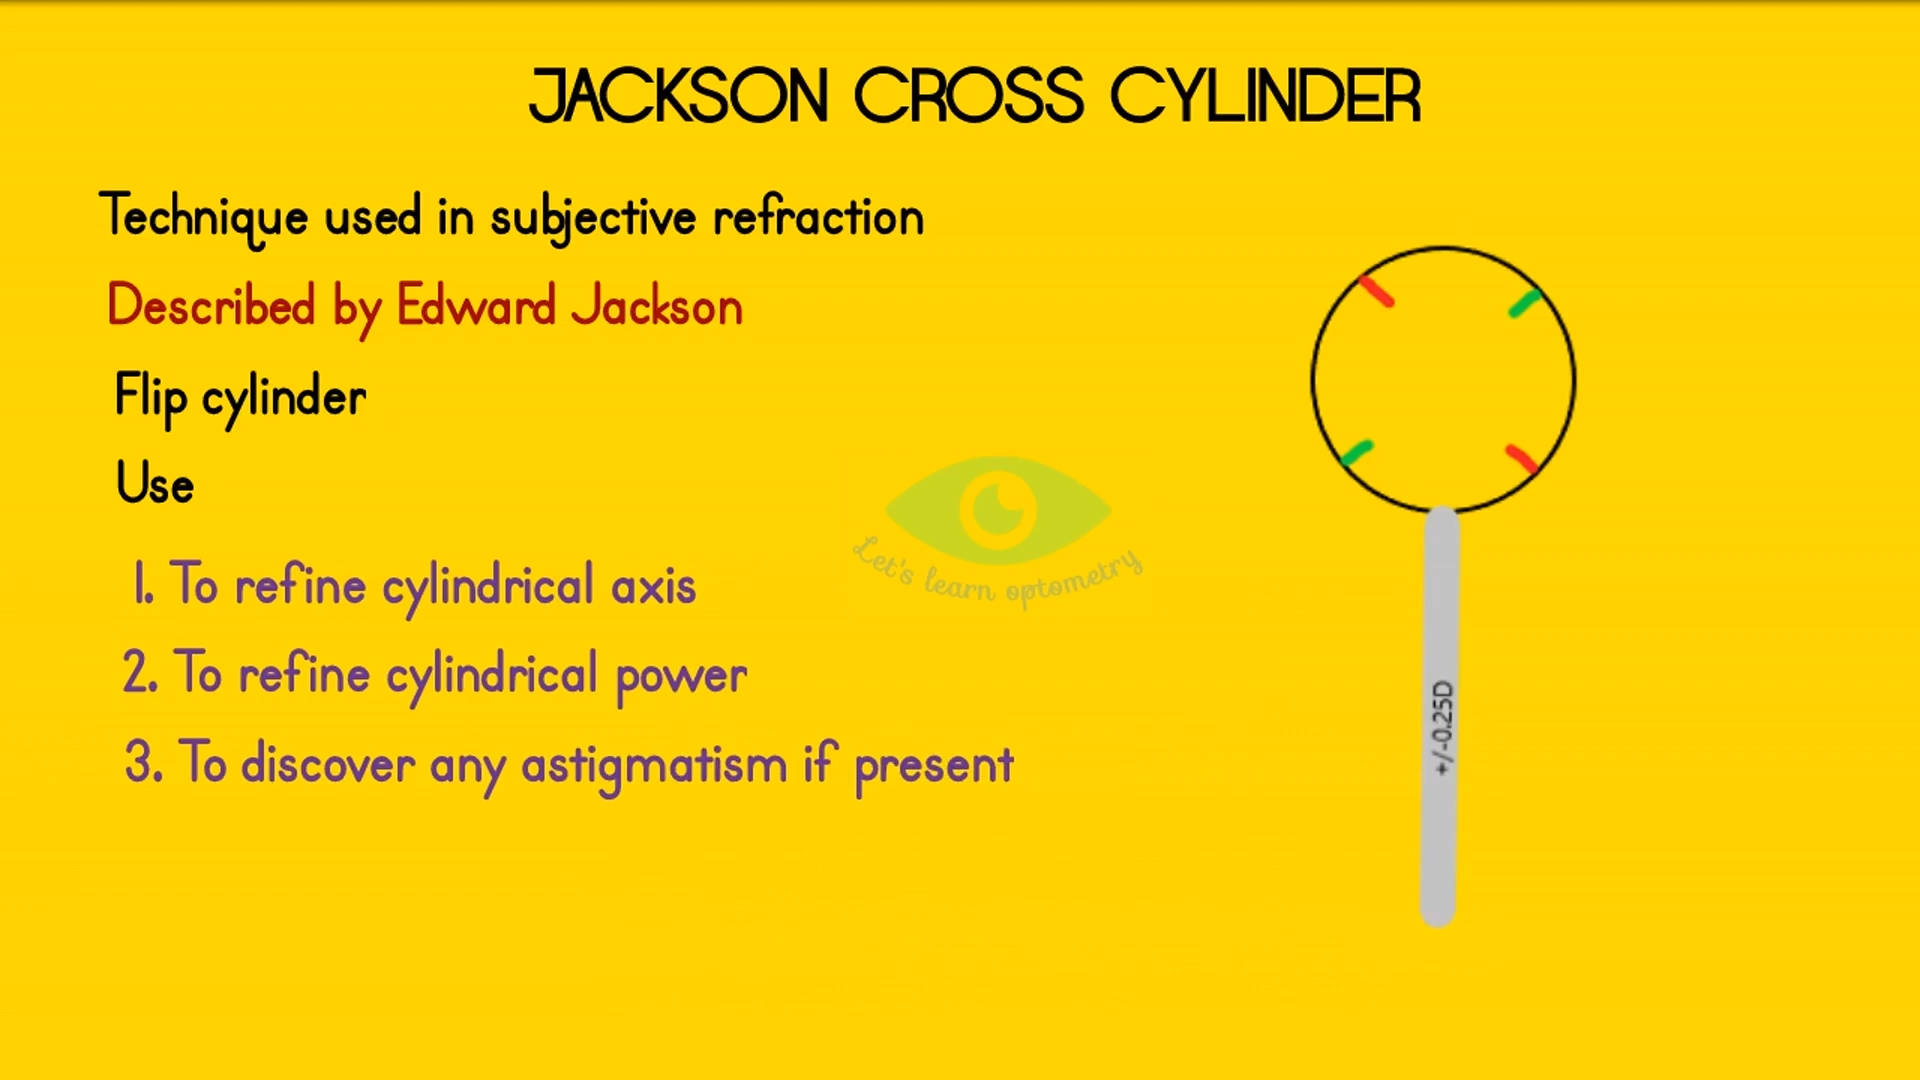 JACKSON CROSS CYLINDER
Technique used in subjective refraction
Described by Edward Jackson
Flip cylinder
Use
1. To refine cylindrical axis
2. To refine cylindrical power
3. To discover any astigmatism if present
Let's learn optometry
+/-0.25D